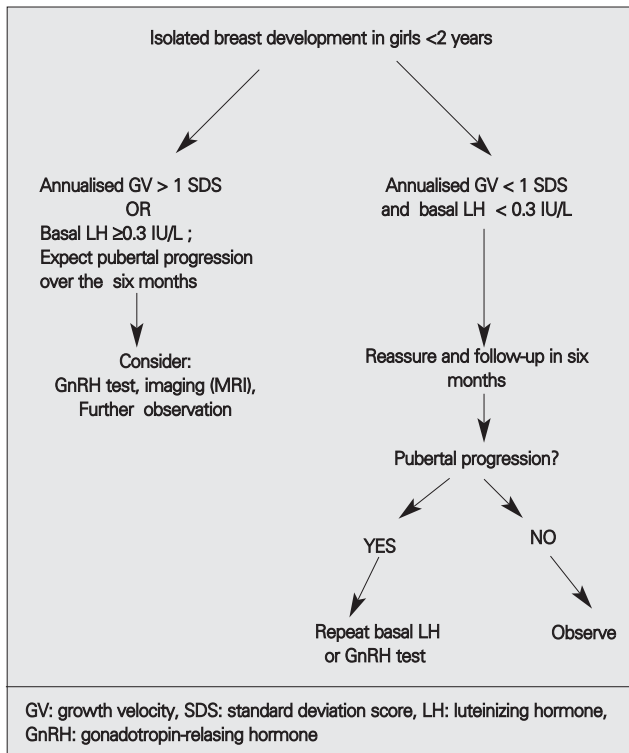 Isolated breast development in girls <2 years
Annualised GV > 1 SDS
OR
Basal LH ≥0.3 IU/L ;
Expect pubertal progression
over the six months
Consider:
GnRH test, imaging (MRI),
Further observation
Annualised GV < 1 SDS
and basal LH < 0.3 IU/L
Reassure and follow-up in six
months
Pubertal progression?
YES
Repeat basal LH
or GnRH test
NO
Observe
GV: growth velocity, SDS: standard deviation score, LH: luteinizing hormone,
GnRH: gonadotropin-relasing hormone